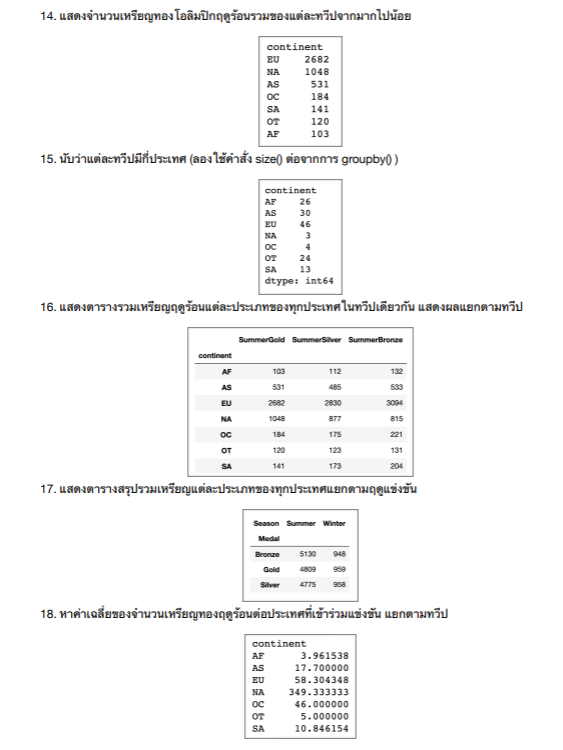 14. แสดงจำนวนเหรียญทองโอลิมปิกฤดูร้อนรวมของแต่ละทวีปจากมากไปน้อย
continent
EU 2682
NA 1048
AS 531
OC 184
SA 141
OT 120
AF 103
15. นับว่าแต่ละทวีปมีกี่ประเทศ (ลองใช้คำสั่ง size() ต่อจากการ groupby() )
continent
AF 26
AS 30
EU 46
NA 3
OC 4
OT 24
SA 13
dtype: int64
16. แสดงตารางรวมเหรียญฤดูร้อนแต่ละประเภทของทุกประเทศในทวีปเดียวกัน แสดงผลแยกตามทวีป
SummerGold SummerSilver SummerBronze
continent
AF 103 112 132
AS 531 485 533
EU 2682 2830 3094
NA 1048 877 815
OC 184 175 221
OT 120 123 131
SA 141 173 204
17. แสดงตารางสรุปรวมเหรียญแต่ละประเภทของทุกประเทศแยกตามฤดูแข่งขัน
Season Summer Winter
Medal
Bronze 5130 948
Gold 4809 959
Silver 4775 958
18. หาค่าเฉลี่ยของจำนวนเหรียญทองฤดูร้อนต่อประเทศที่เข้าร่วมแข่งขัน แยกตามทวีป
continent
AF 3.961538
AS 17.700000
EU 58.304348
NA 349.333333
OC 46.000000
OT 5.000000
SA 10.846154